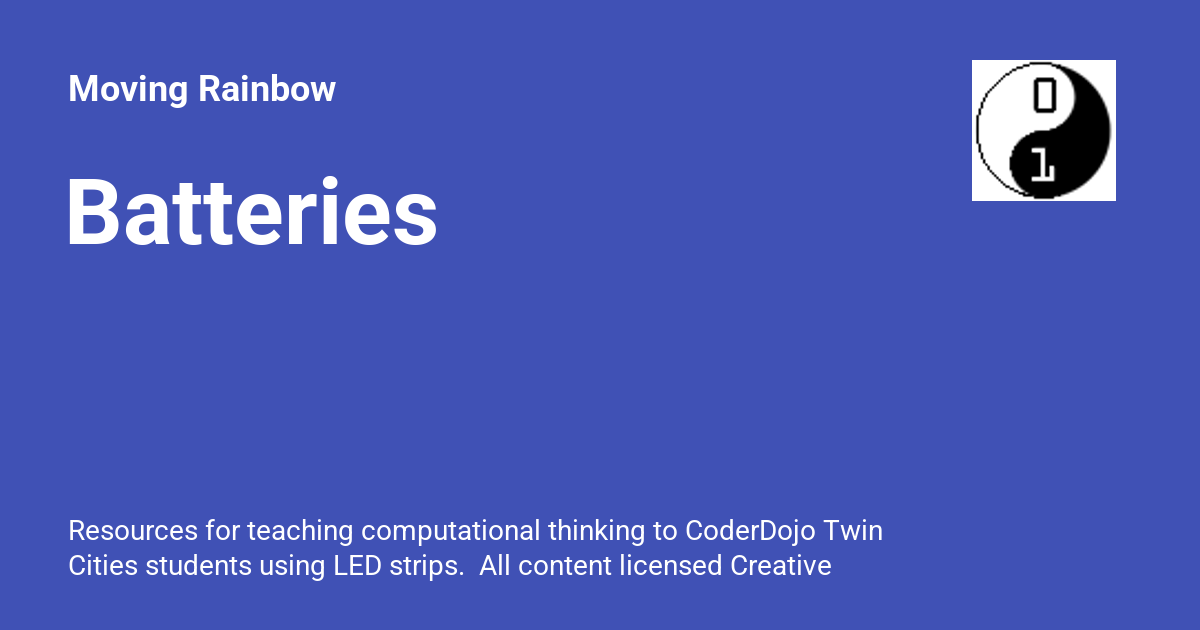 Moving Rainbow
0
1
Batteries
Resources for teaching computational thinking to CoderDojo Twin
Cities students using LED strips.  All content licensed Creative